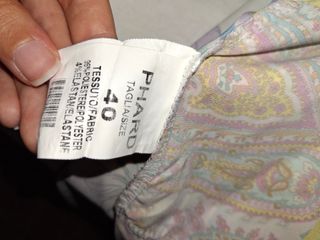 PHARD
TAGLIA/SIZE
40
TESSUTO/FABRIC
96%POLIESTERE/POLYESTER
4%ELASTAN/ELASTANE